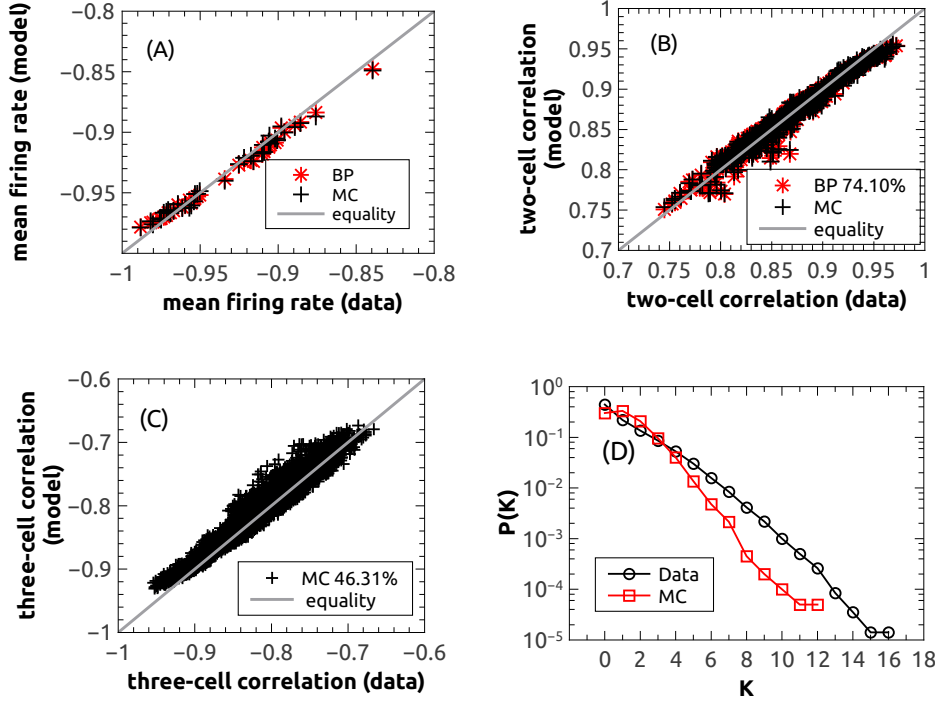 (A)
mean firing rate (model)
−0.8
−0.85
−0.9
−0.95
BP
MC
equality
−1 −0.95 −0.9 −0.85 −0.8
mean firing rate (data)
(B)
two-cell correlation
(model)
1
0.95
0.9
0.85
0.8
0.75
0.7
BP 74.10%
MC
equality
0.7 0.75 0.8 0.85 0.9 0.95 1
two-cell correlation (data)
(C)
three-cell correlation
(model)
−0.6
−0.7
−0.8
−0.9
−1
MC 46.31%
equality
−1 −0.9 −0.8 −0.7 −0.6
three-cell correlation (data)
(D)
P(K)
10^0
10^−1
10^−2
10^−3
10^−4
10^−5
Data
MC
0 2 4 6 8 10 12 14 16 18
K